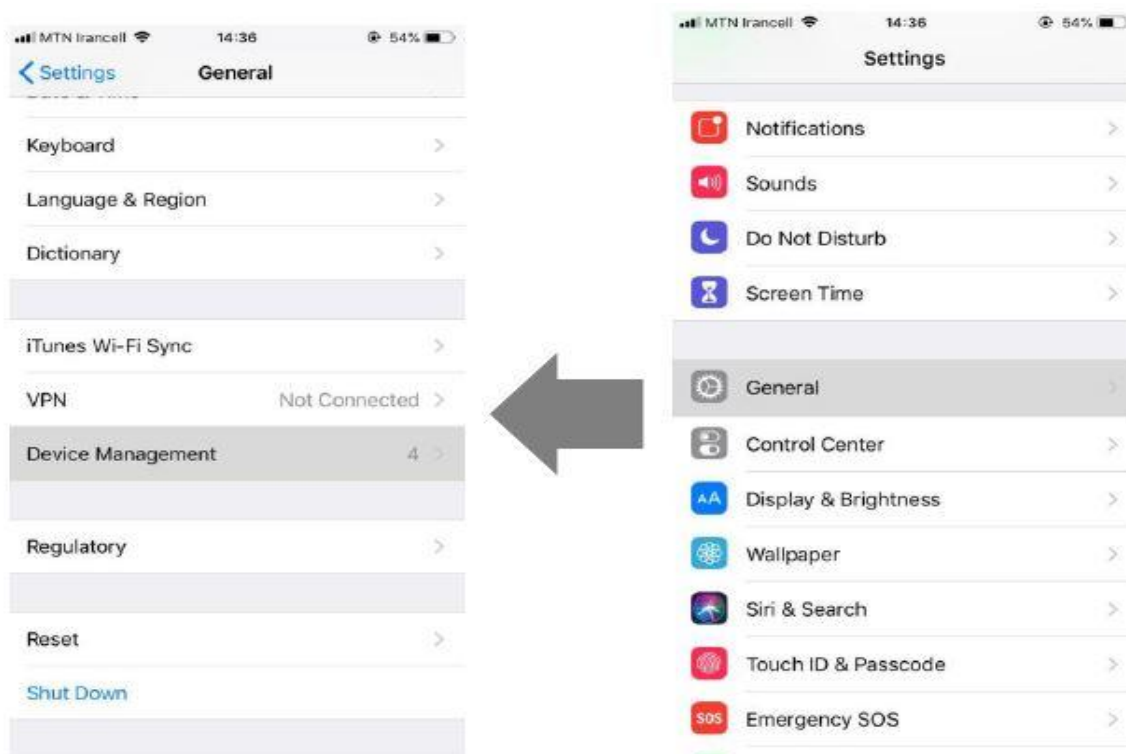 MTN Irancell 14:36 54%
Settings General
Keyboard
Language & Region
Dictionary
iTunes Wi-Fi Sync
VPN Not Connected
Device Management 4
Regulatory
Reset
Shut Down
MTN Irancell 14:36 54%
Settings
Notifications
Sounds
Do Not Disturb
Screen Time
General
Control Center
AA Display & Brightness
Wallpaper
Siri & Search
Touch ID & Passcode
SOS Emergency SOS